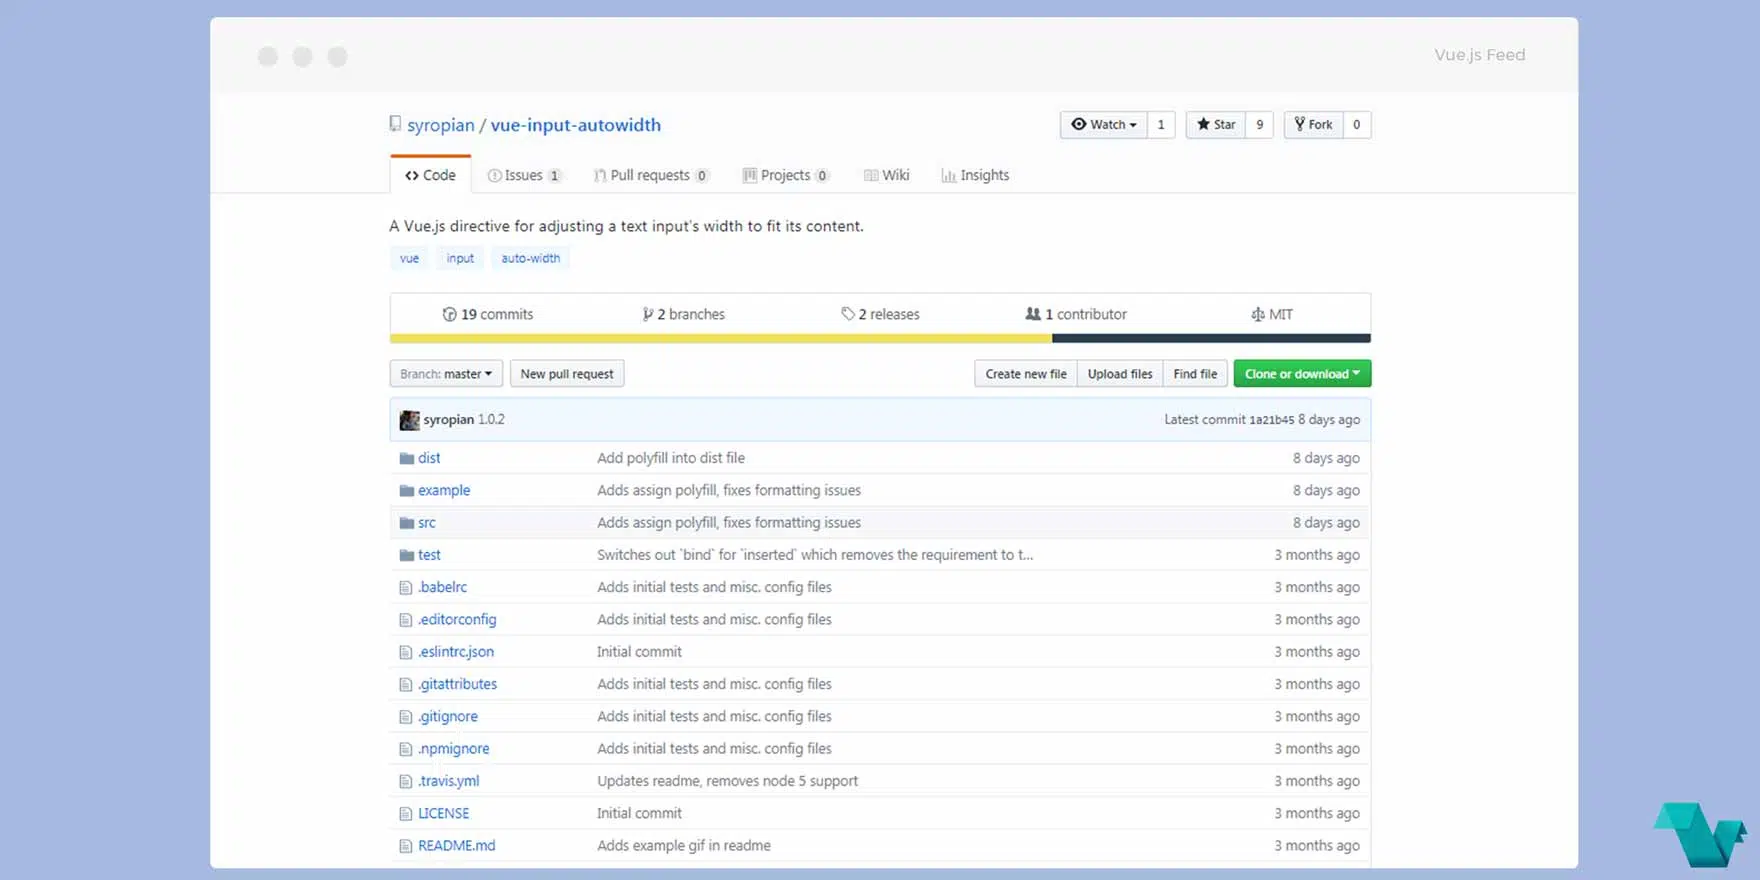 Vue.js Feed
syropian / vue-input-autowidth
Watch 1 Star 9 Fork 0
Code Issues 1 Pull requests 0 Projects 0 Wiki Insights
A Vue.js directive for adjusting a text input's width to fit its content.
vue input auto-width
19 commits 2 branches 2 releases 1 contributor MIT
Branch: master New pull request Create new file Upload files Find file Clone or download
syropian 1.0.2 Latest commit 1a21b45 8 days ago
dist Add polyfill into dist file 8 days ago
example Adds assign polyfill, fixes formatting issues 8 days ago
src Adds assign polyfill, fixes formatting issues 8 days ago
test Switches out `bind` for `inserted` which removes the requirement to t... 3 months ago
.babelrc Adds initial tests and misc. config files 3 months ago
.editorconfig Adds initial tests and misc. config files 3 months ago
.eslintrc.json Initial commit 3 months ago
.gitattributes Adds initial tests and misc. config files 3 months ago
.gitignore Adds initial tests and misc. config files 3 months ago
.npmignore Adds initial tests and misc. config files 3 months ago
.travis.yml Updates readme, removes node 5 support 3 months ago
LICENSE Initial commit 3 months ago
README.md Adds example gif in readme 3 months ago